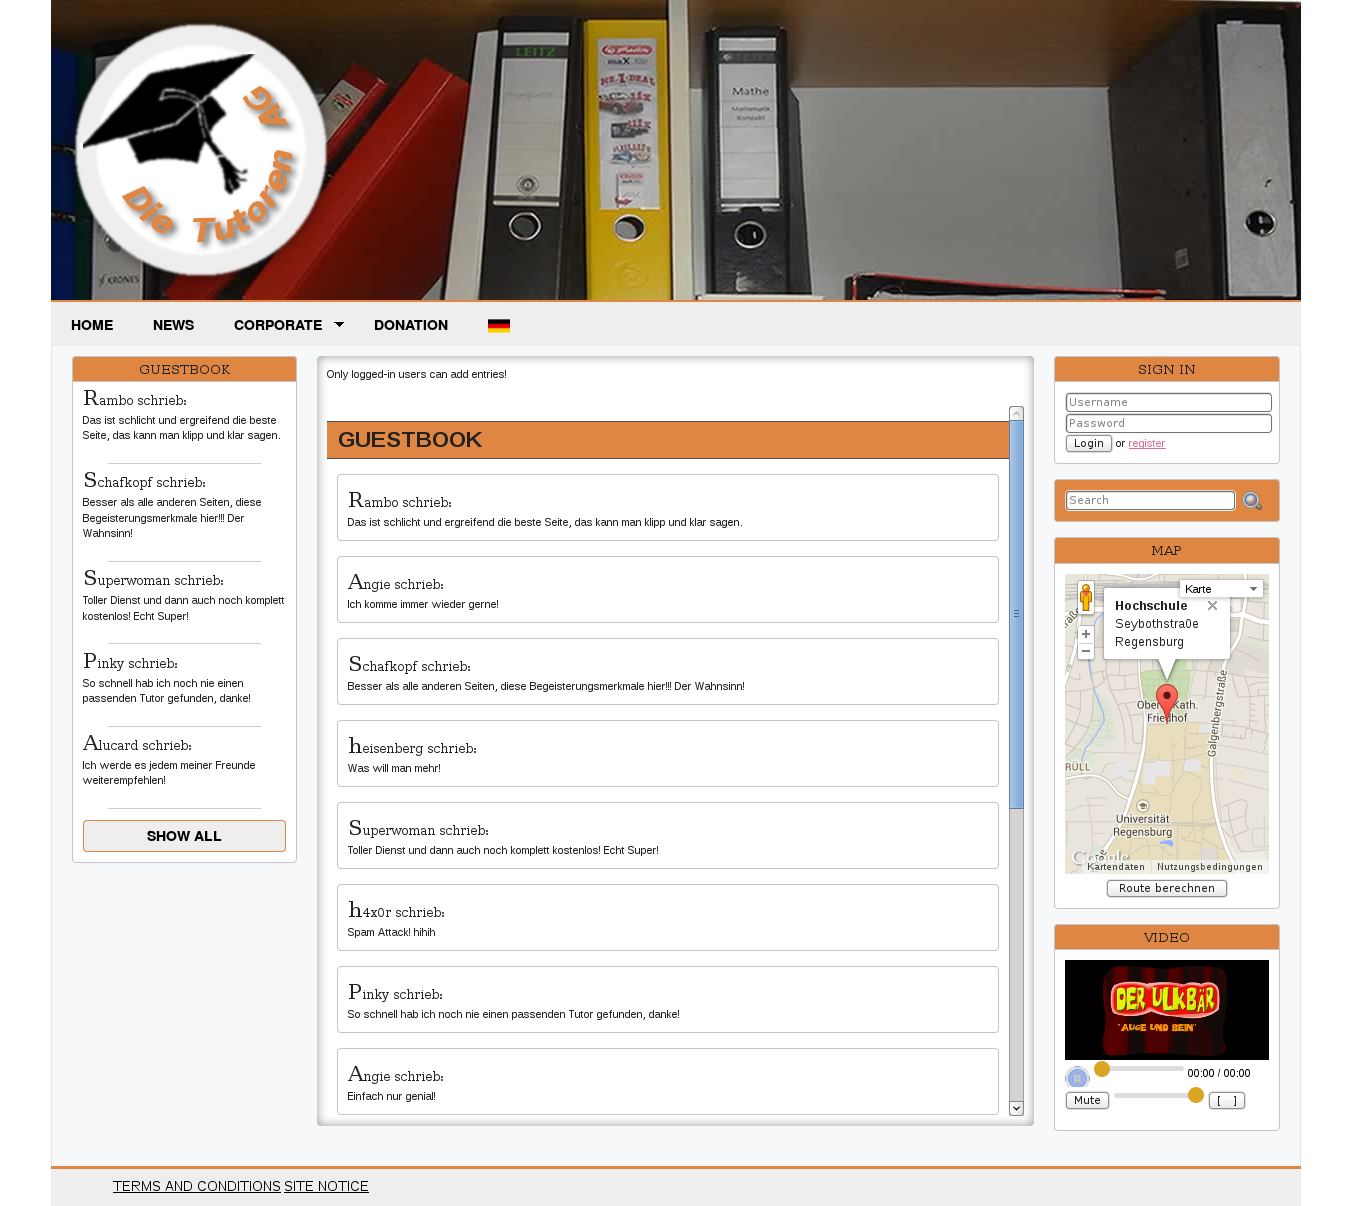 Die Tutoren AG
LEITZ
maX.file
NR.1-DEAL
Mathe
Mathematik
Kompakt
KRONES
HOME
NEWS
CORPORATE
DONATION
GUESTBOOK
Rambo schrieb:
Das ist schlicht und ergreifend die beste
Seite, das kann man klipp und klar sagen.
Schafkopf schrieb:
Besser als alle anderen Seiten, diese
Begeisterungsmerkmale hier!!! Der
Wahnsinn!
Superwoman schrieb:
Toller Dienst und dann auch noch komplett
kostenlos! Echt Super!
Pinky schrieb:
So schnell hab ich noch nie einen
passenden Tutor gefunden, danke!
Alucard schrieb:
Ich werde es jedem meiner Freunde
weiterempfehlen!
SHOW ALL
Only logged-in users can add entries!
GUESTBOOK
Rambo schrieb:
Das ist schlicht und ergreifend die beste Seite, das kann man klipp und klar sagen.
Angie schrieb:
Ich komme immer wieder gerne!
Schafkopf schrieb:
Besser als alle anderen Seiten, diese Begeisterungsmerkmale hier!!! Der Wahnsinn!
heisenberg schrieb:
Was will man mehr!
Superwoman schrieb:
Toller Dienst und dann auch noch komplett kostenlos! Echt Super!
h4x0r schrieb:
Spam Attack! hihih
Pinky schrieb:
So schnell hab ich noch nie einen passenden Tutor gefunden, danke!
Angie schrieb:
Einfach nur genial!
SIGN IN
Username
Password
Login or register
Search
MAP
Karte
Hochschule
Seybothstra0e
Regensburg
Kath.
Friedhof
Galgenbergstraße
RÜLL
Universität
Regensburg
Google
Kartendaten
Nutzungsbedingungen
Route berechnen
VIDEO
DER ULKBÄR
"AUGE UND BEIN"
00:00 / 00:00
Mute
[ ]
TERMS AND CONDITIONS SITE NOTICE